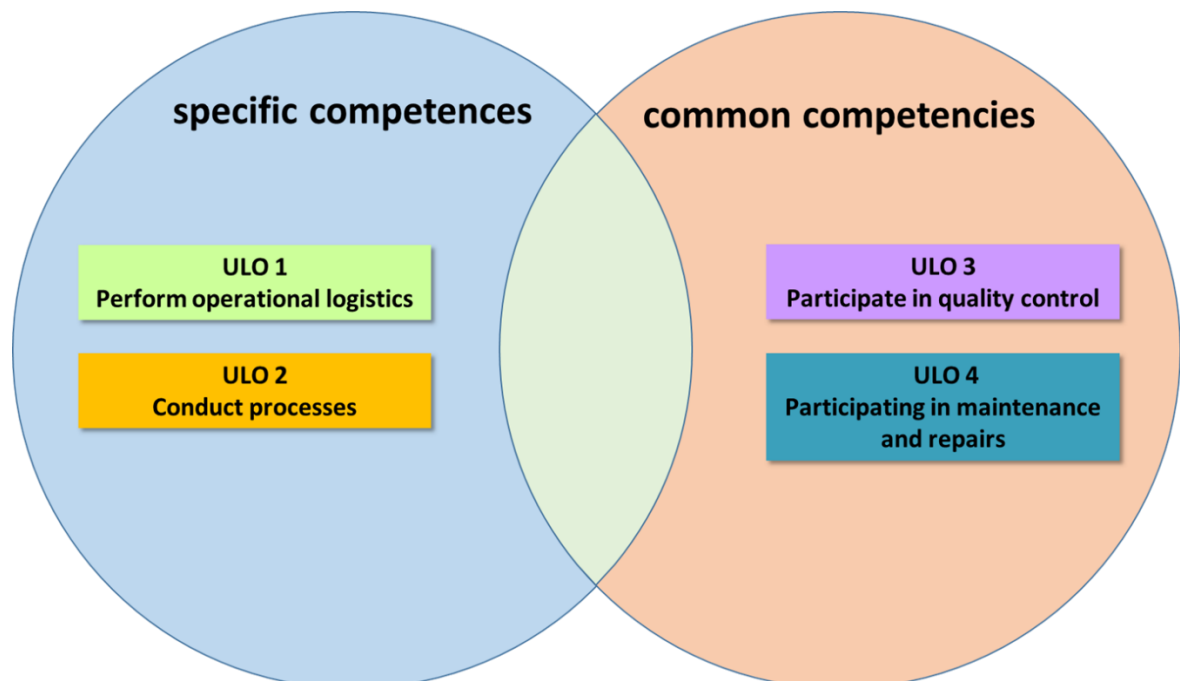 specific competences
common competencies
ULO 1
Perform operational logistics
ULO 2
Conduct processes
ULO 3
Participate in quality control
ULO 4
Participating in maintenance
and repairs